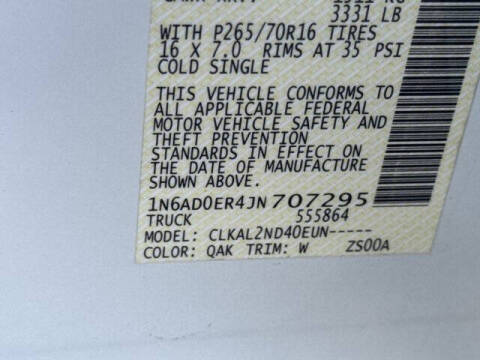 3331 LB
WITH P265/70R16 TIRES
16 X 7.0 RIMS AT 35 PSI
COLD SINGLE
THIS VEHICLE CONFORMS TO
ALL APPLICABLE FEDERAL
MOTOR VEHICLE SAFETY AND
THEFT PREVENTION
STANDARDS IN EFFECT ON
THE DATE OF MANUFACTURE
SHOWN ABOVE.
1N6AD0ER4JN707295
TRUCK 555864
MODEL: CLKAL2ND40EUN-----
COLOR: QAK TRIM: W ZS00A